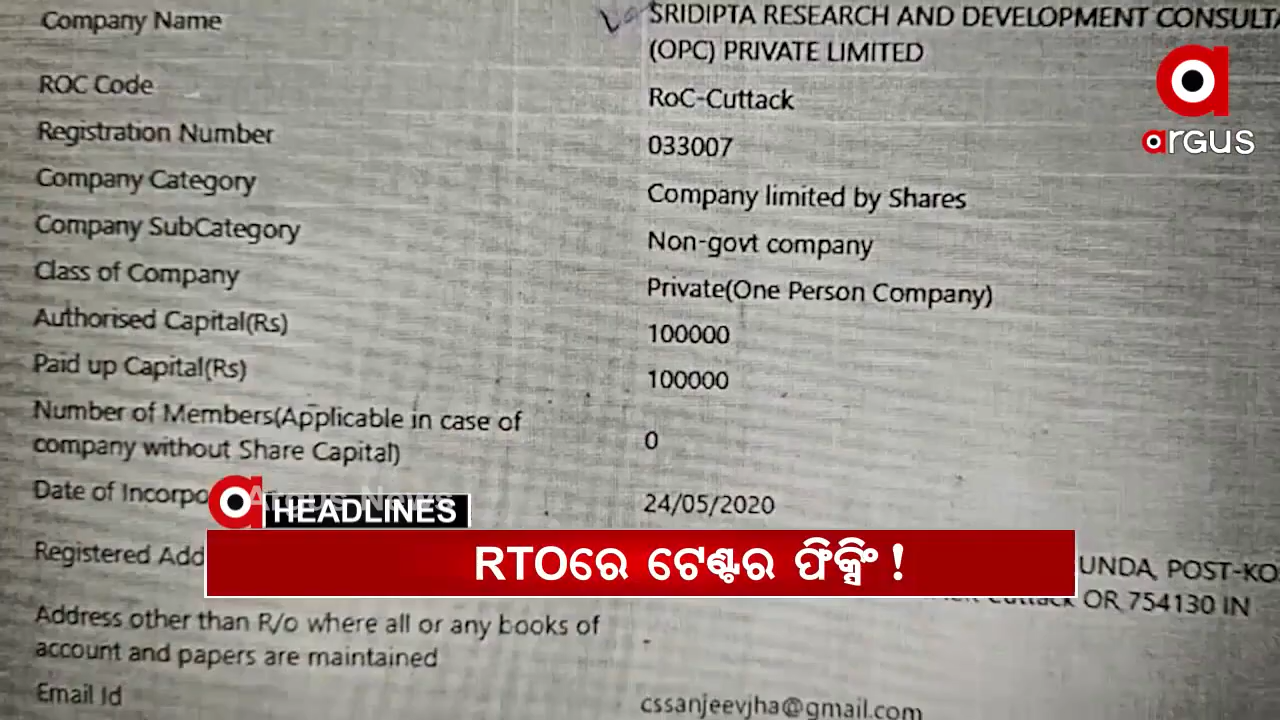 Company Name
SRIDIPTA RESEARCH AND DEVELOPMENT CONSULTA
(OPC) PRIVATE LIMITED
ROC Code
RoC-Cuttack
Registration Number
033007
Company Category
Company limited by Shares
Company SubCategory
Non-govt company
Class of Company
Private(One Person Company)
Authorised Capital(Rs)
100000
Paid up Capital(Rs)
100000
Number of Members(Applicable in case of
company without Share Capital)
0
Date of Incorpo
24/05/2020
Registered Add
UNDA, POST-KO
Cuttack OR 754130 IN
Address other than R/o where all or any books of
account and papers are maintained
-
Email Id
cssanjeevjha@gmail.com
argus
Argus News
HEADLINES
RTOରେ ଟେଣ୍ଡର ଫିକ୍ସିଂ !